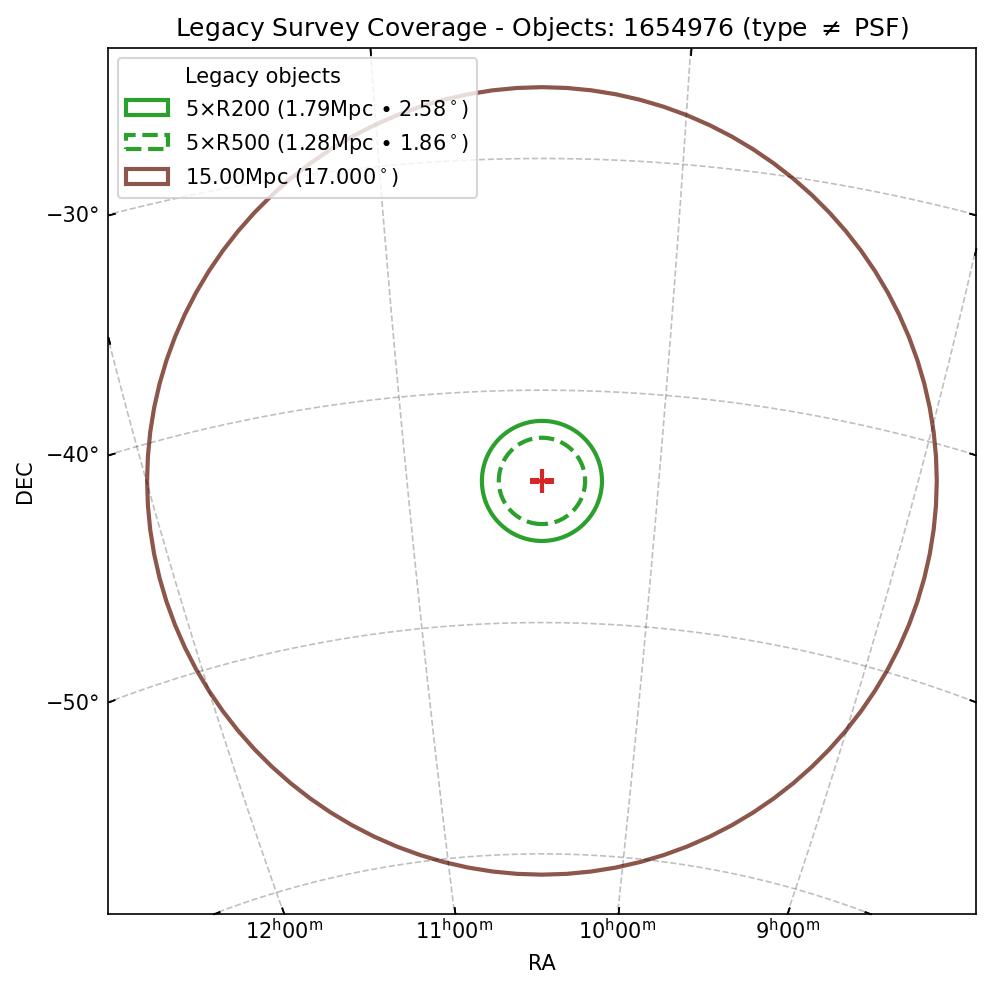 Legacy Survey Coverage - Objects: 1654976 (type ≠ PSF)
Legacy objects
5×R200 (1.79Mpc • 2.58°)
5×R500 (1.28Mpc • 1.86°)
15.00Mpc (17.000°)
−30°
−40°
−50°
DEC
12ʰ00ᵐ 11ʰ00ᵐ 10ʰ00ᵐ 9ʰ00ᵐ
RA